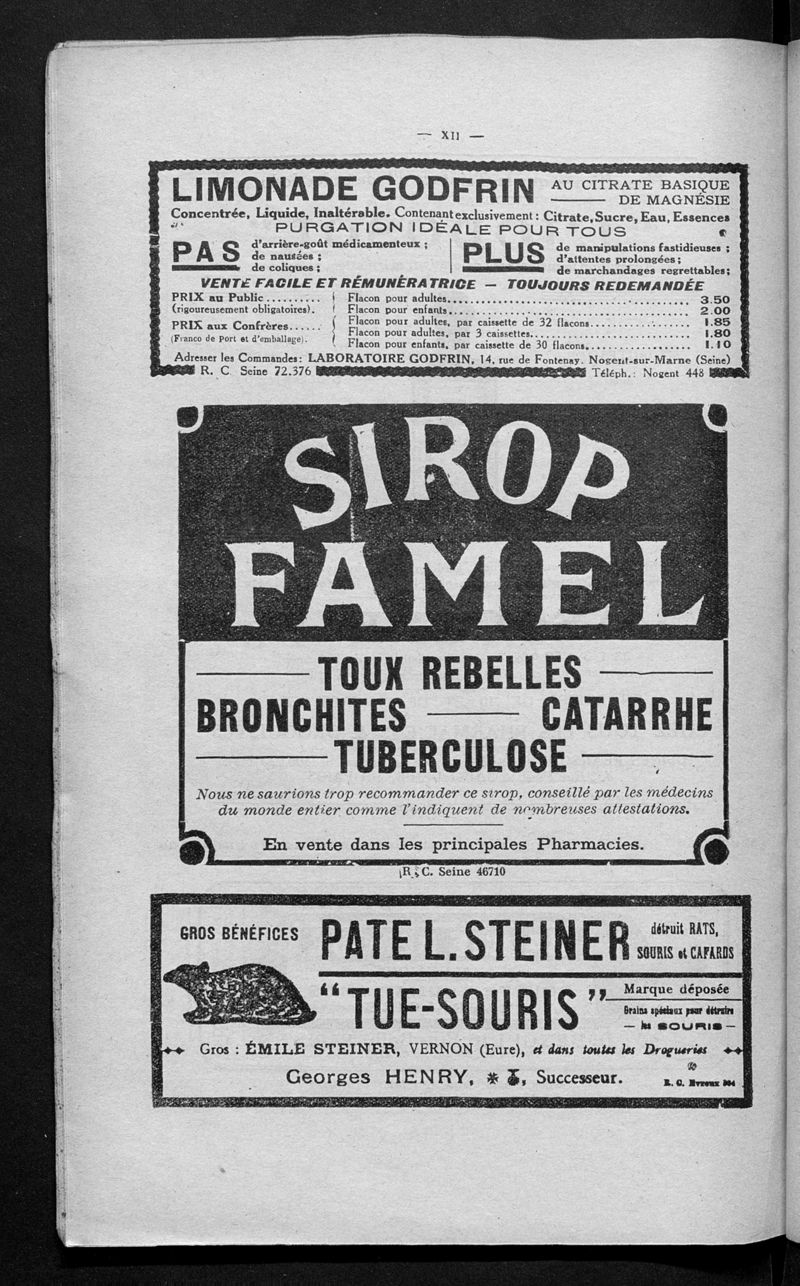 — XII —
LIMONADE GODFRIN AU CITRATE BASIQUE
DE MAGNÉSIE
Concentrée, Liquide, Inaltérable. Contenant exclusivement : Citrate, Sucre, Eau, Essences
PURGATION IDÉALE POUR TOUS
PAS d'arrière-goût médicamenteux ;
de nausées ;
de coliques ;
PLUS de manipulations fastidieuses ;
d'attentes prolongées ;
de marchandages regrettables ;
VENTE FACILE ET RÉMUNÉRATRICE — TOUJOURS REDEMANDÉE
PRIX au Public .......... Flacon pour adultes.......... 3.50
(rigoureusement obligatoires). Flacon pour enfants.......... 2.00
PRIX aux Confrères...... Flacon pour adultes, par caissette de 32 flacons.......... 1.85
(Franco de Port et d'emballage). Flacon pour adultes, par 3 caissettes.......... 1.80
Flacon pour enfants, par caissette de 30 flacons.......... 1.10
Adresser les Commandes : LABORATOIRE GODFRIN, 14, rue de Fontenay. Nogent-sur-Marne (Seine)
R. C. Seine 72.376 Téléph. : Nogent 448
SIROP
FAMEL
TOUX REBELLES
BRONCHITES — CATARRHE
TUBERCULOSE
Nous ne saurions trop recommander ce sirop, conseillé par les médecins
du monde entier comme l'indiquent de nombreuses attestations.
En vente dans les principales Pharmacies.
R. C. Seine 46710
GROS BÉNÉFICES PATE L. STEINER détruit RATS,
SOURIS et CAFARDS
"TUE-SOURIS" Marque déposée
Grains spéciaux pour détruire
— les SOURIS —
Gros : ÉMILE STEINER, VERNON (Eure), et dans toutes les Drogueries
Georges HENRY, Successeur. R. C. Evreux